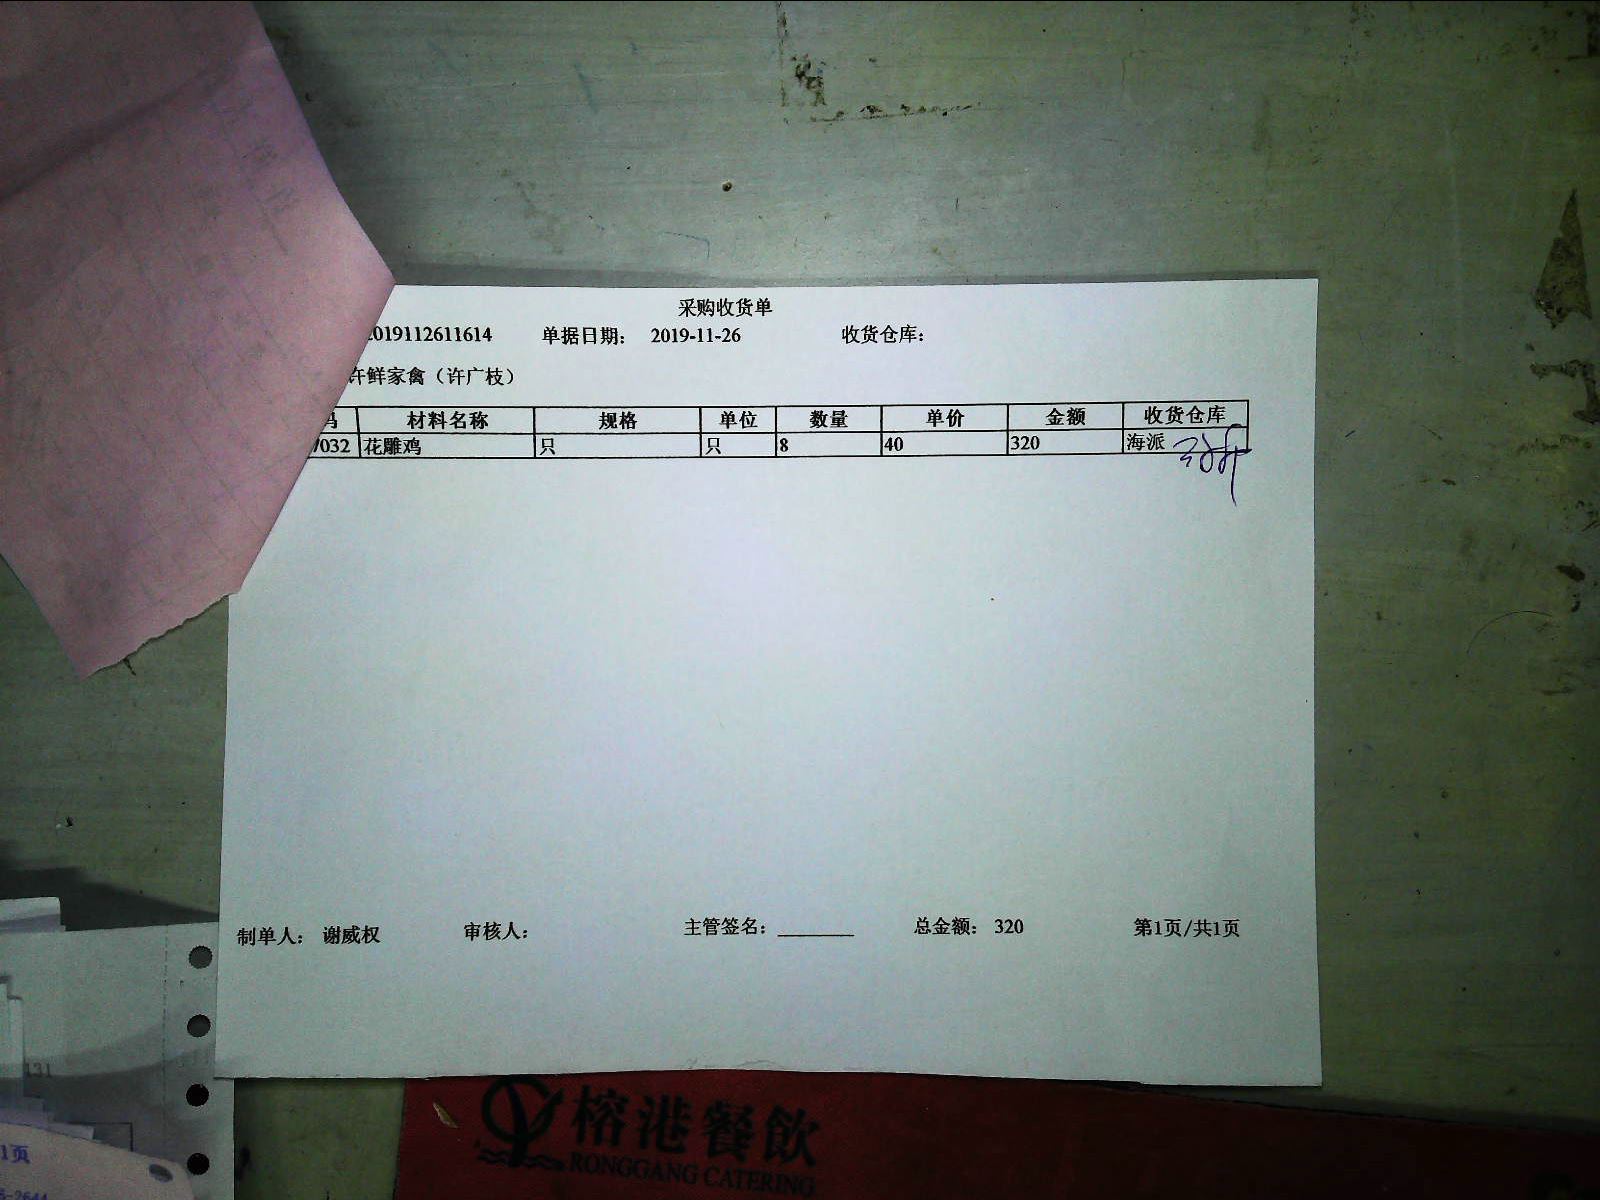 采购收货单
2019112611614 单据日期: 2019-11-26 收货仓库:
许鲜家禽（许广枝）
码 材料名称 规格 单位 数量 单价 金额 收货仓库
7032 花雕鸡 只 只 8 40 320 海派
制单人: 谢威权 审核人: 主管签名: 总金额: 320 第1页/共1页
131
1页
榕港餐飲
RONGGANG CATERING